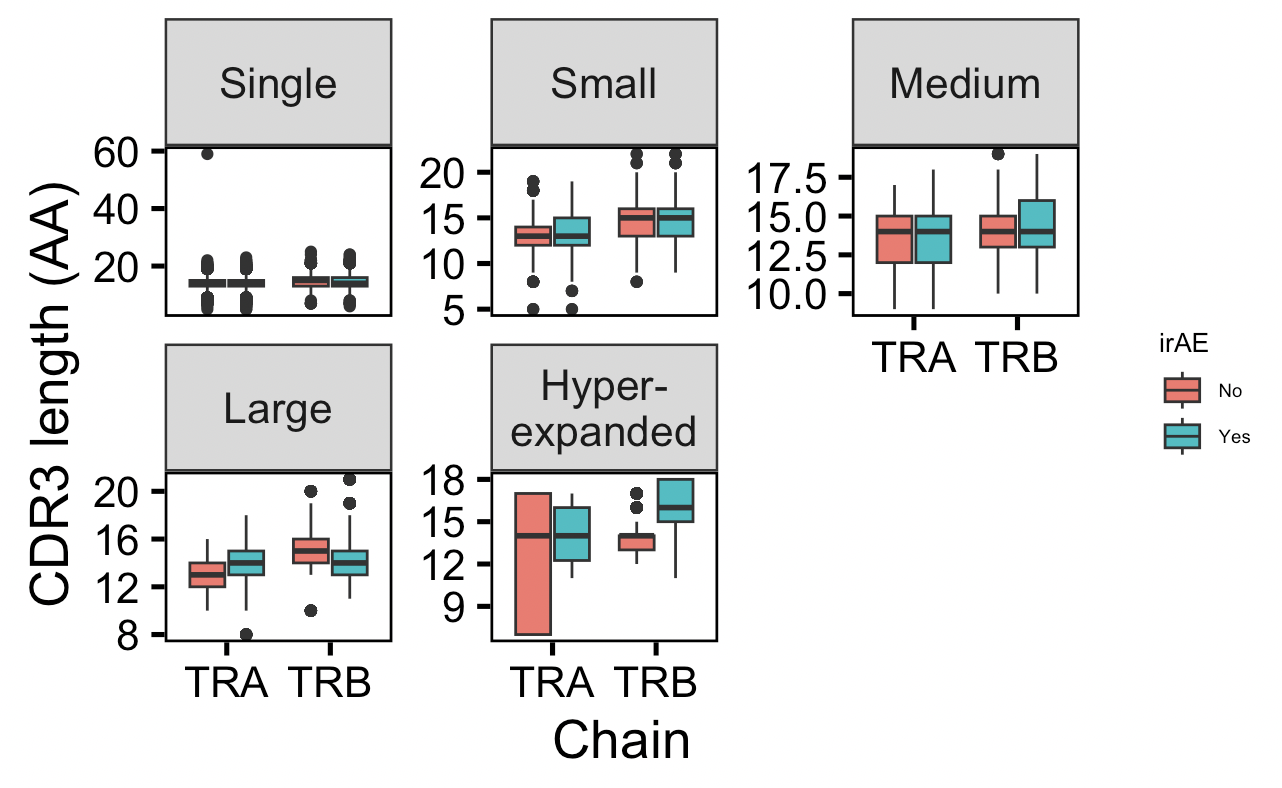 Single
Small
Medium
60
40
20
20
15
10
5
17.5
15.0
12.5
10.0
TRA TRB
CDR3 length (AA)
Large
Hyper-
expanded
20
16
12
8
18
15
12
9
TRA TRB
TRA TRB
Chain
irAE
No
Yes